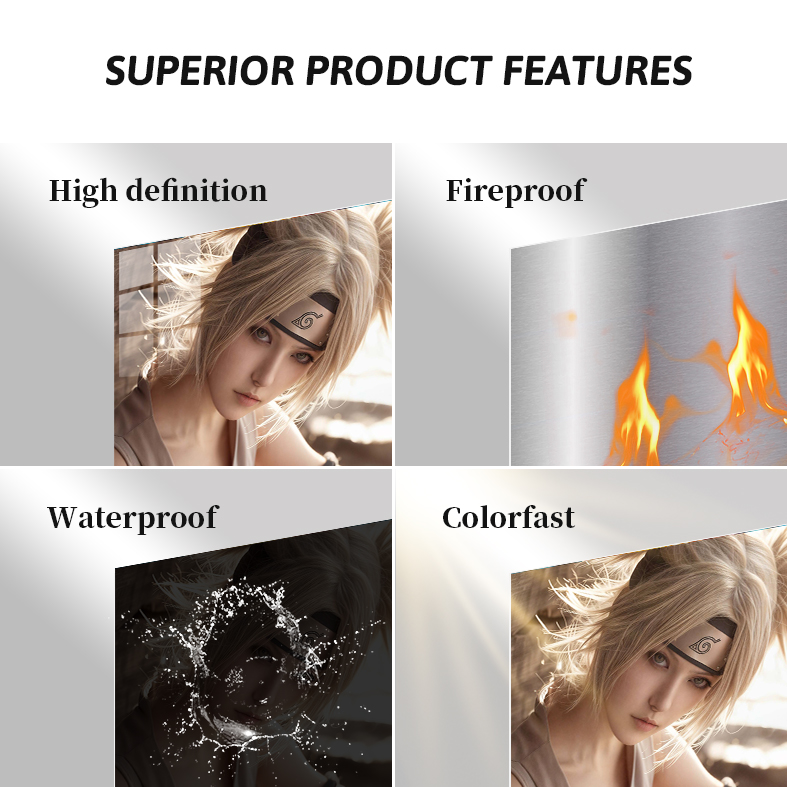 SUPERIOR PRODUCT FEATURES
High definition
Fireproof
Waterproof
Colorfast